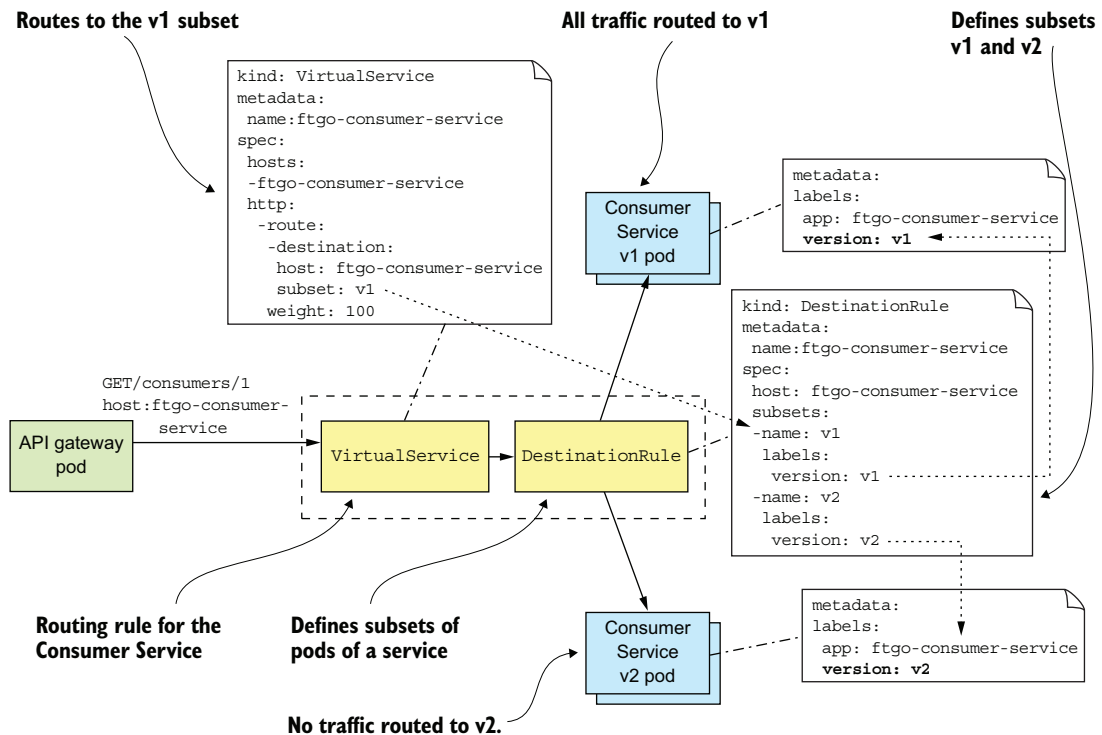 Routes to the v1 subset
All traffic routed to v1
Defines subsets
v1 and v2
kind: VirtualService
metadata:
name:ftgo-consumer-service
spec:
hosts:
-ftgo-consumer-service
http:
-route:
-destination:
host: ftgo-consumer-service
subset: v1
weight: 100
Consumer
Service
v1 pod
metadata:
labels:
app: ftgo-consumer-service
version: v1
kind: DestinationRule
metadata:
name:ftgo-consumer-service
spec:
host: ftgo-consumer-service
subsets:
-name: v1
labels:
version: v1
-name: v2
labels:
version: v2
GET/consumers/1
host:ftgo-consumer-
service
API gateway
pod
VirtualService
DestinationRule
Routing rule for the
Consumer Service
Defines subsets of
pods of a service
Consumer
Service
v2 pod
metadata:
labels:
app: ftgo-consumer-service
version: v2
No traffic routed to v2.